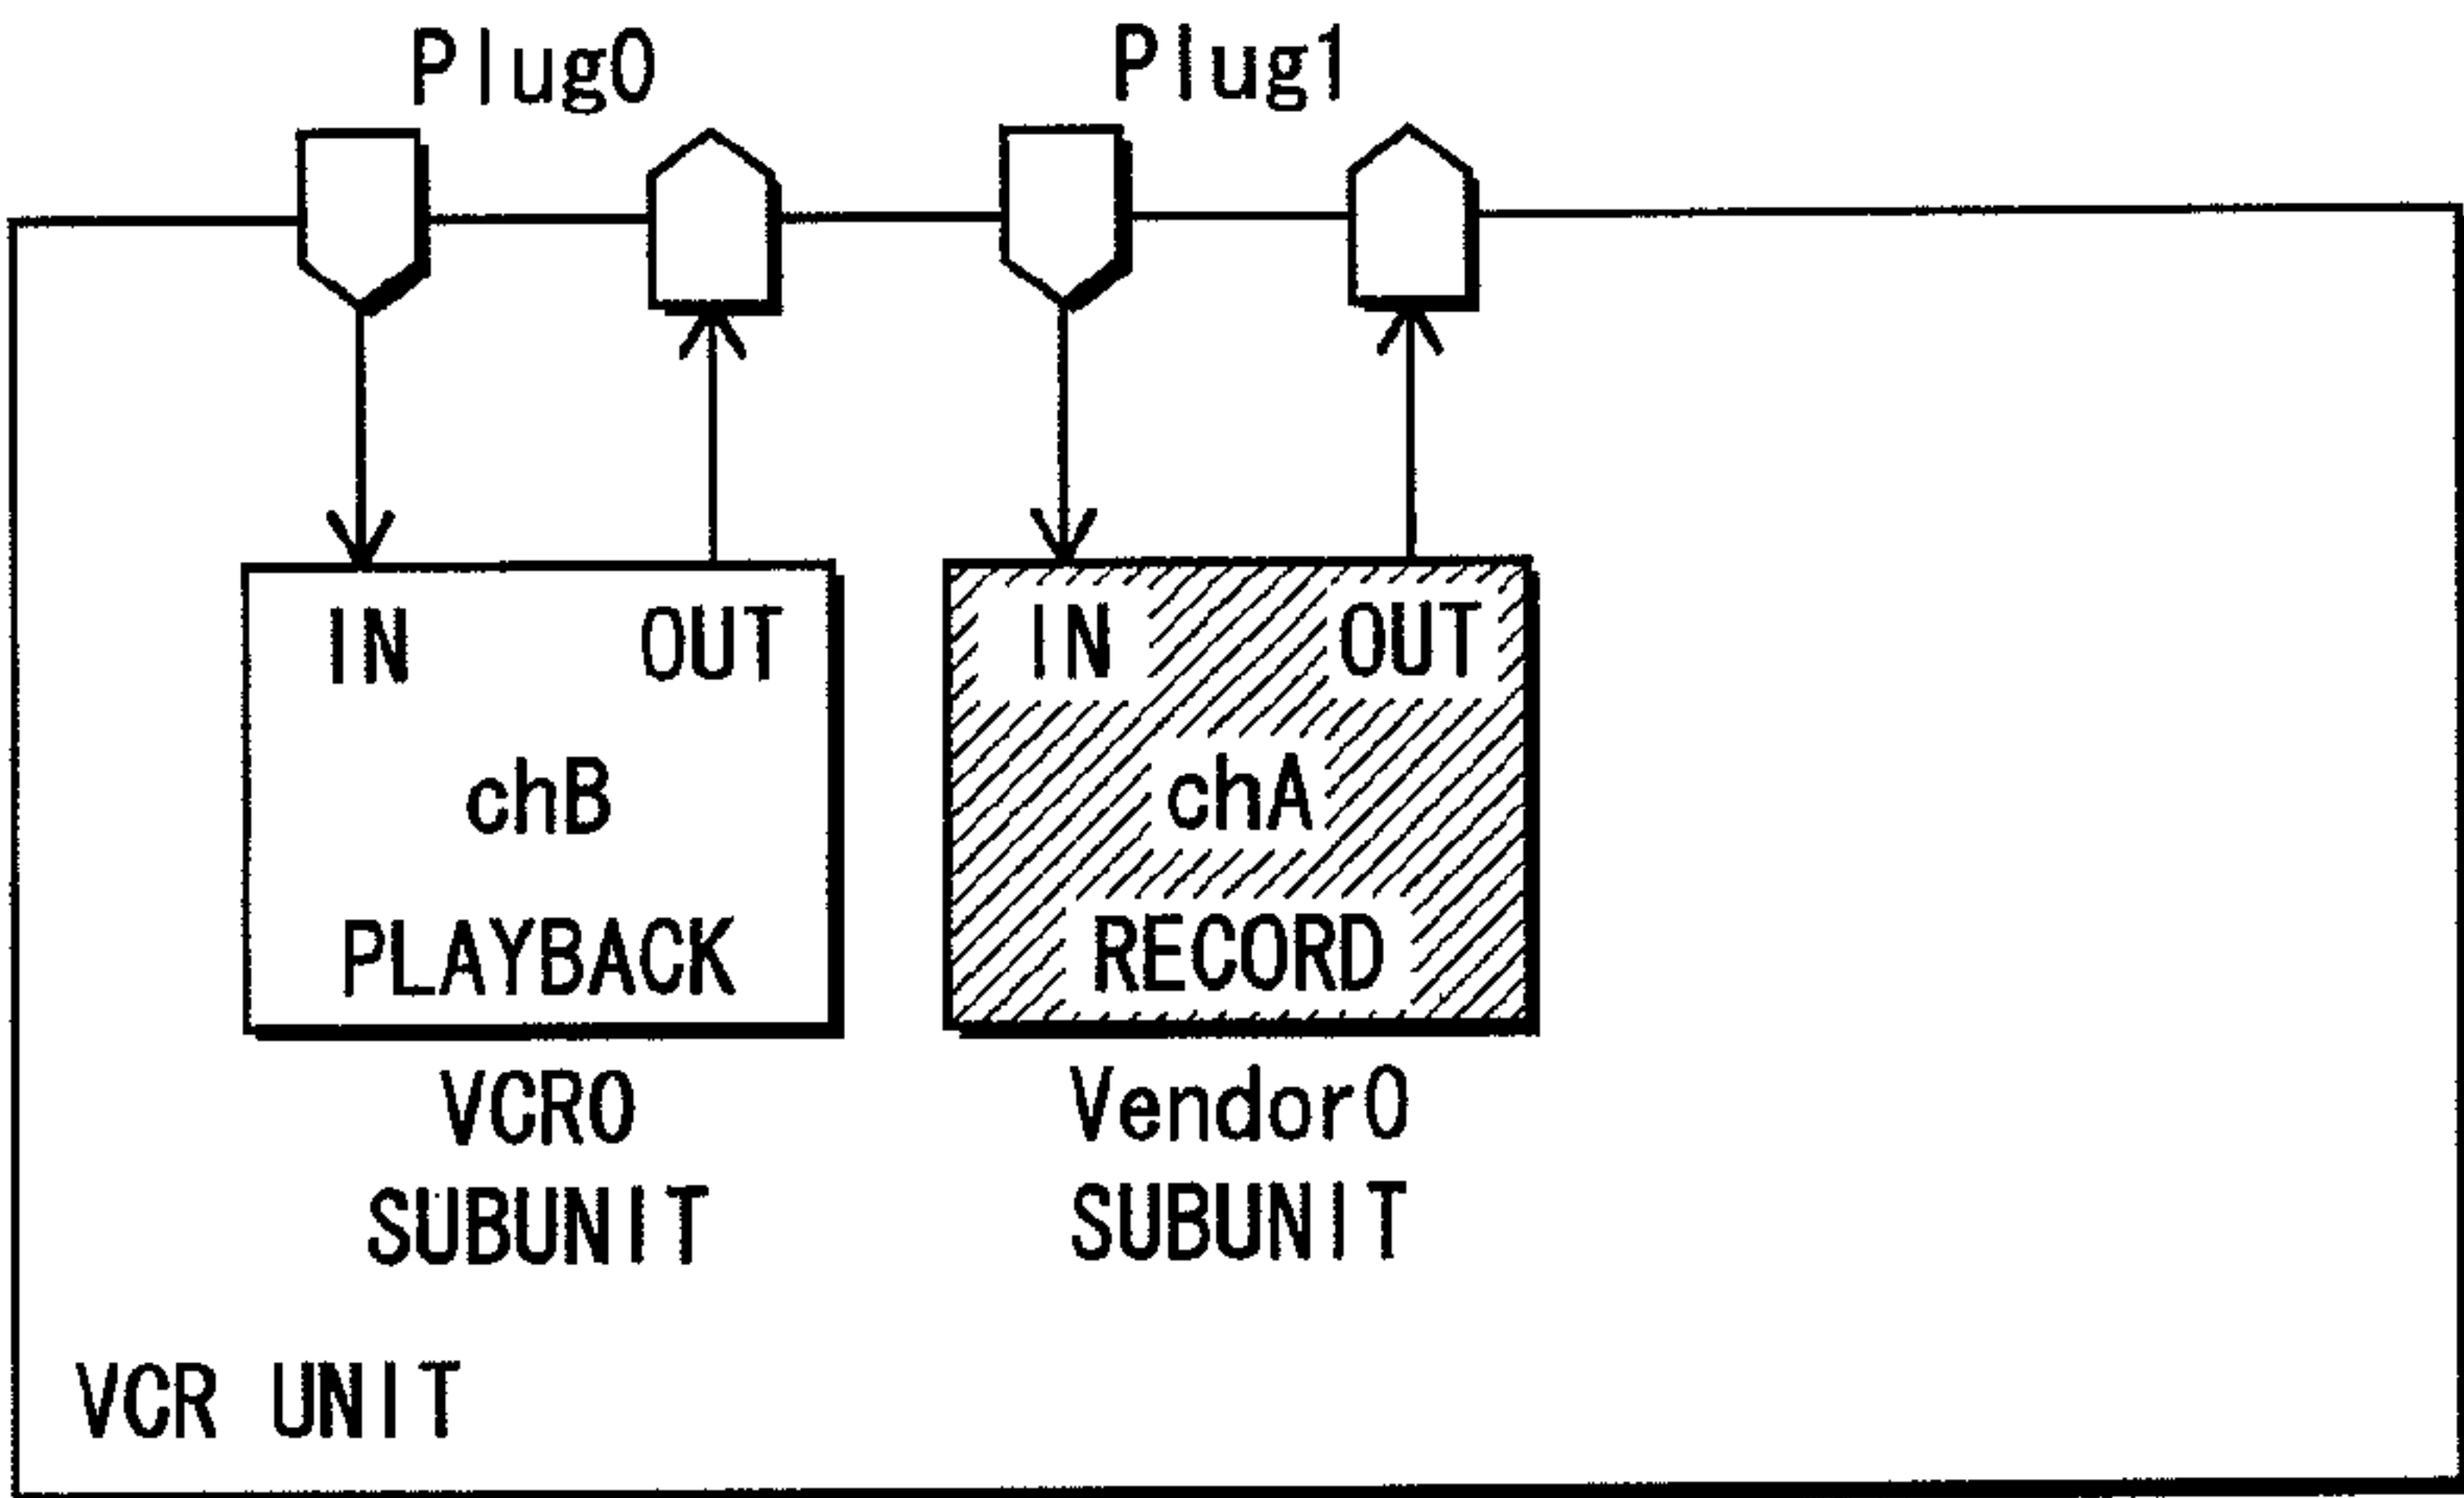 Plug0 Plug1
IN OUT IN OUT
chB chA
PLAYBACK RECORD
VCR0 Vendor0
SUBUNIT SUBUNIT
VCR UNIT